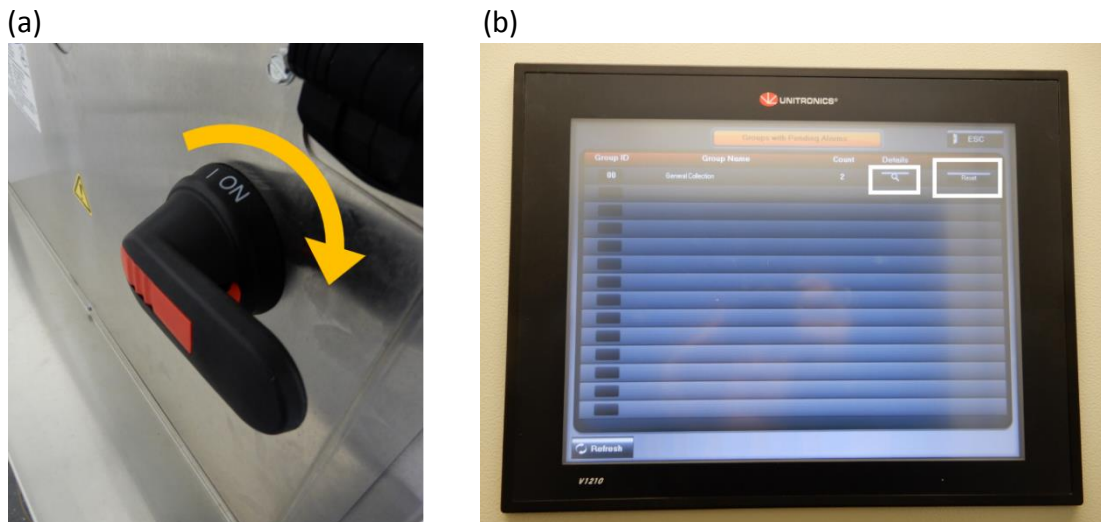 (a)
(b)
I ON
UNITRONICS®
Groups with Pending Alarms
ESC
Group ID Group Name Count Details
00 General Collection 2 Reset
Refresh
V1210